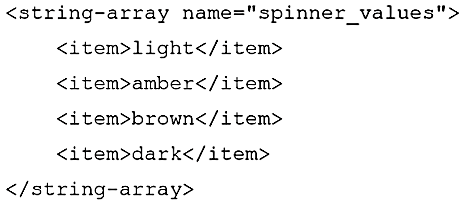 <string-array name="spinner_values">
    <item>light</item>
    <item>amber</item>
    <item>brown</item>
    <item>dark</item>
</string-array>